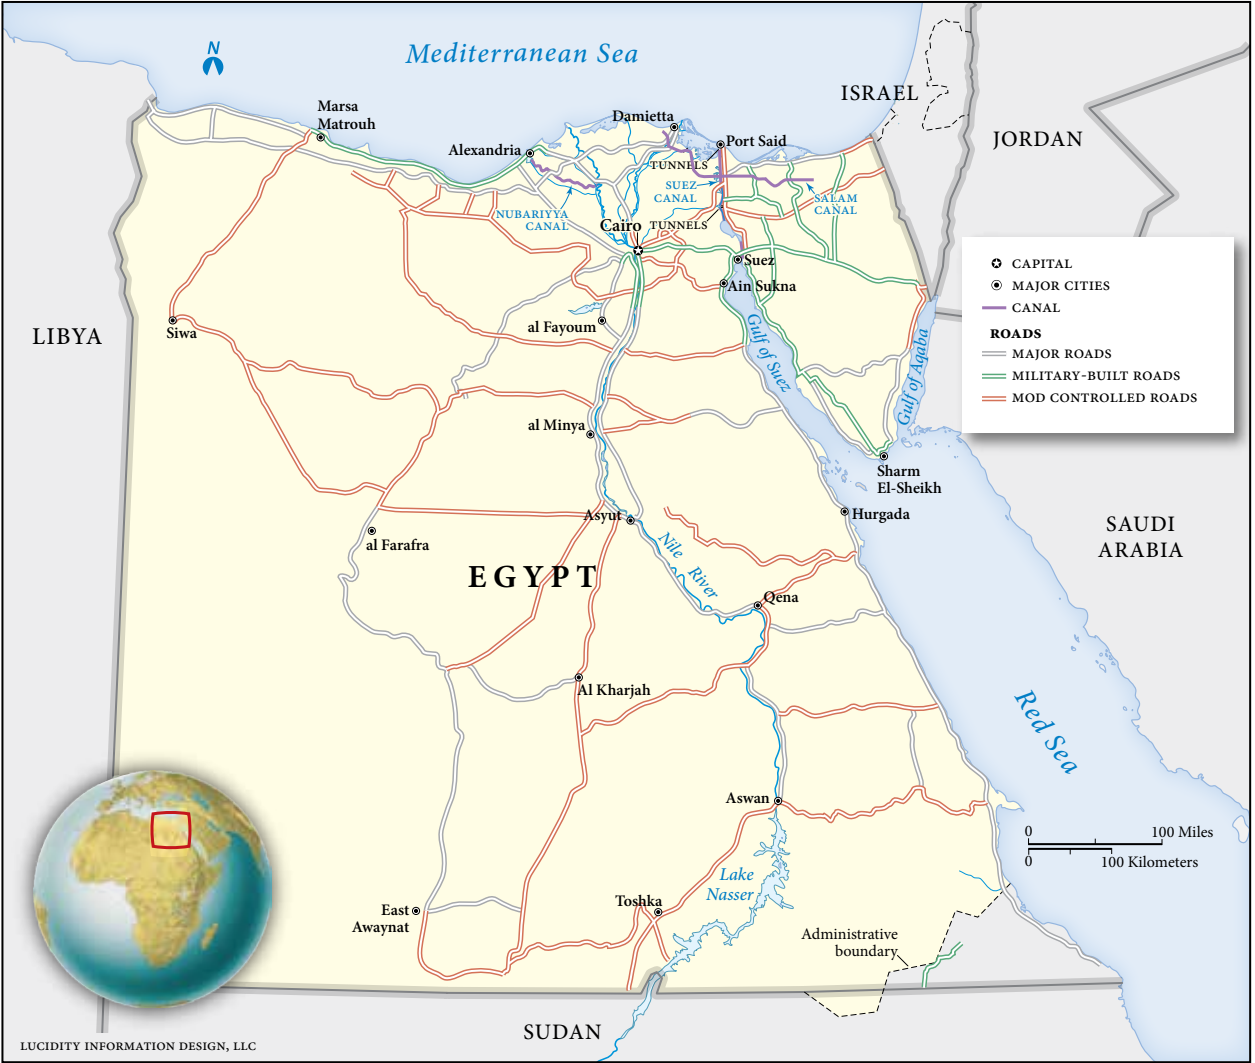 N
Mediterranean Sea
ISRAEL
JORDAN
Marsa
Matrouh
Damietta
Alexandria
Port Said
TUNNELS
SUEZ
CANAL
SALAM
CANAL
NUBARIYYA
CANAL
Cairo
TUNNELS
Suez
Ain Sukna
LIBYA
Siwa
al Fayoum
Gulf of Suez
Gulf of Aqaba
CAPITAL
MAJOR CITIES
CANAL
ROADS
MAJOR ROADS
MILITARY-BUILT ROADS
MOD CONTROLLED ROADS
al Minya
Sharm
El-Sheikh
Asyut
Hurgada
SAUDI
ARABIA
al Farafra
Nile
River
EGYPT
Qena
Al Kharjah
Red Sea
Aswan
0
100 Miles
0
100 Kilometers
Lake
Nasser
Toshka
East
Awaynat
Administrative
boundary
SUDAN
LUCIDITY INFORMATION DESIGN, LLC